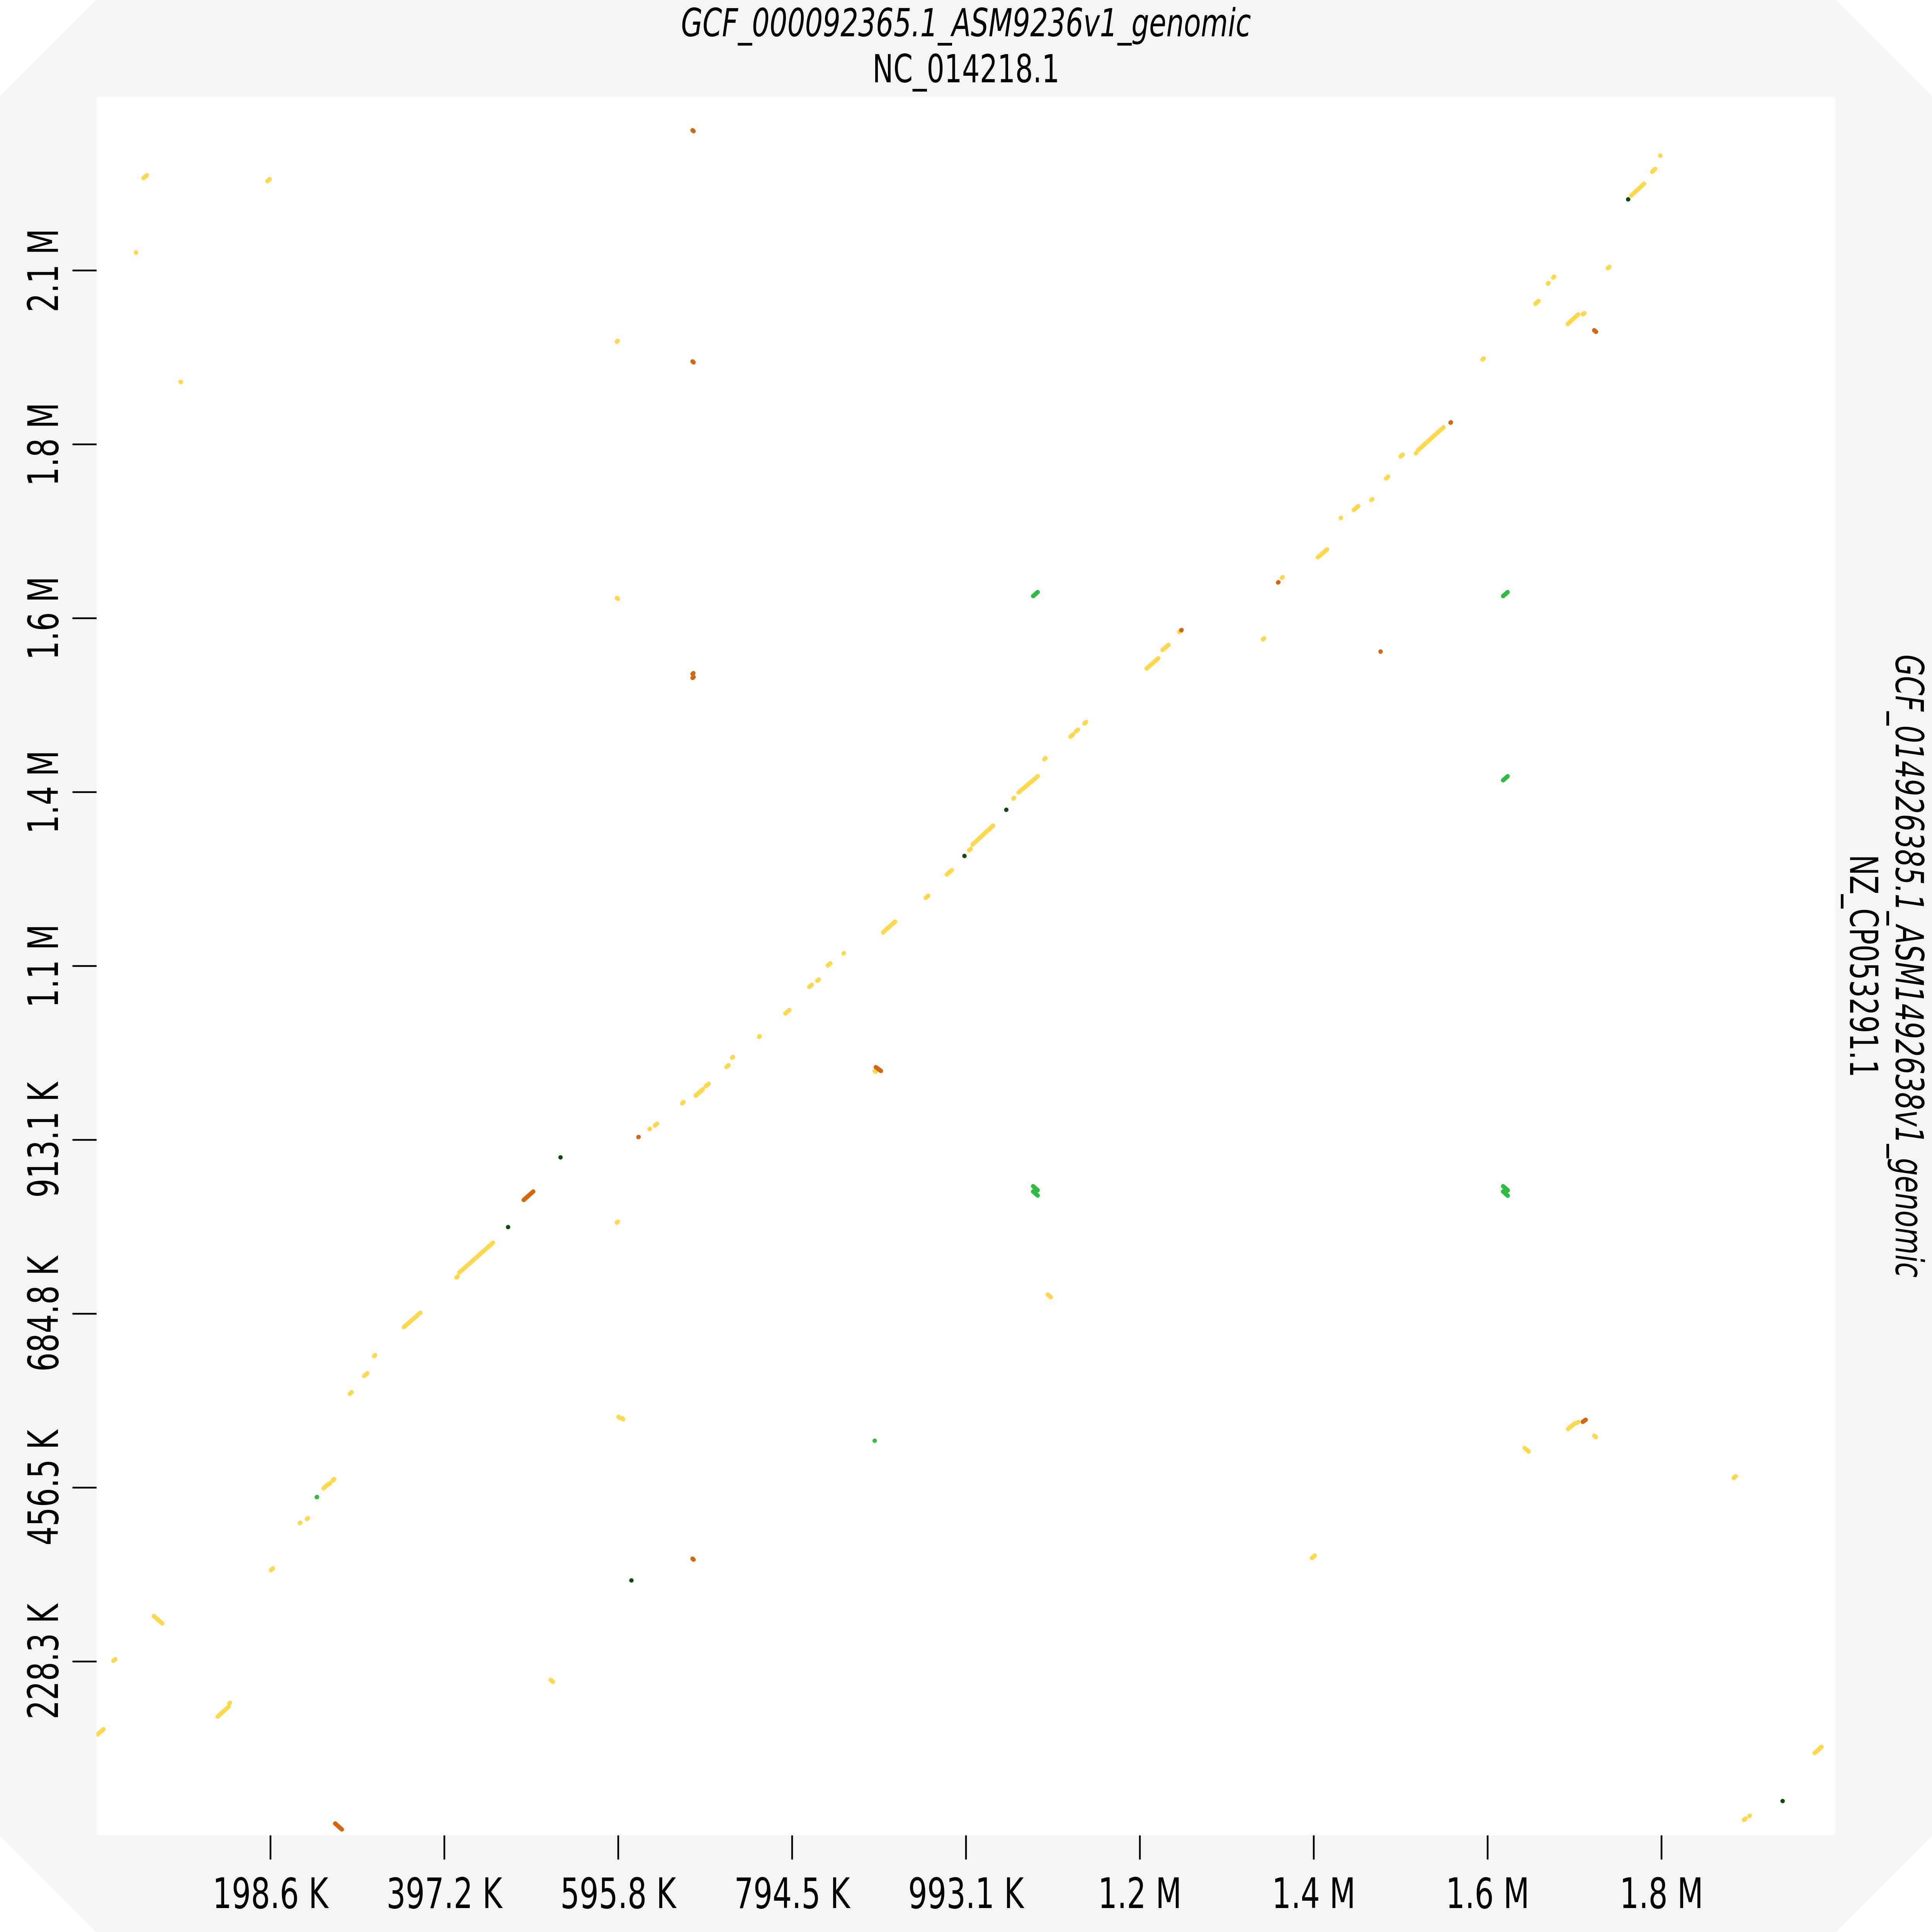 GCF_000092365.1_ASM9236v1_genomic
NC_014218.1
2.1 M
1.8 M
1.6 M
1.4 M
1.1 M
913.1 K
684.8 K
456.5 K
228.3 K
GCF_014926385.1_ASM1492638v1_genomic
NZ_CP053291.1
198.6 K
397.2 K
595.8 K
794.5 K
993.1 K
1.2 M
1.4 M
1.6 M
1.8 M